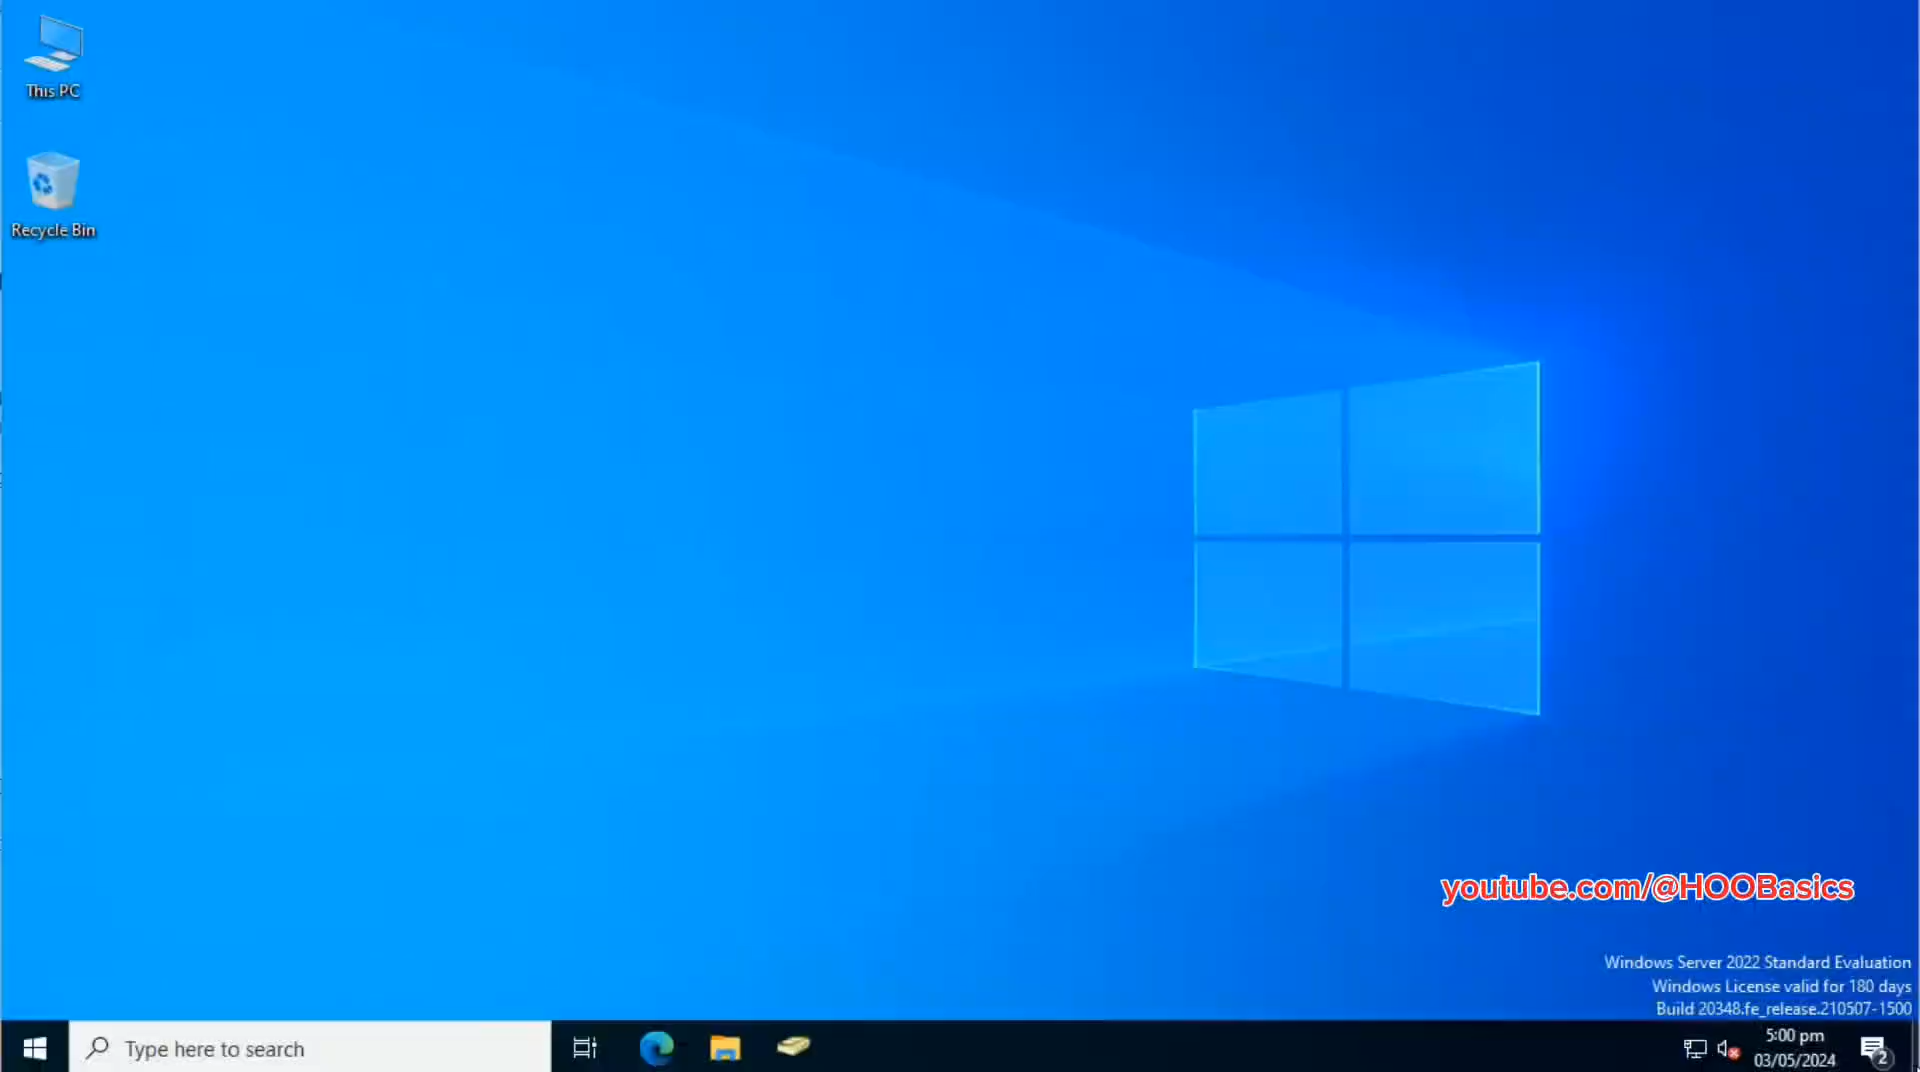 This PC
Recycle Bin
youtube.com/@HOOBasics
Windows Server 2022 Standard Evaluation
Windows License valid for 180 days
Build 20348.fe_release.210507-1500
Type here to search
5:00 pm
03/05/2024
2